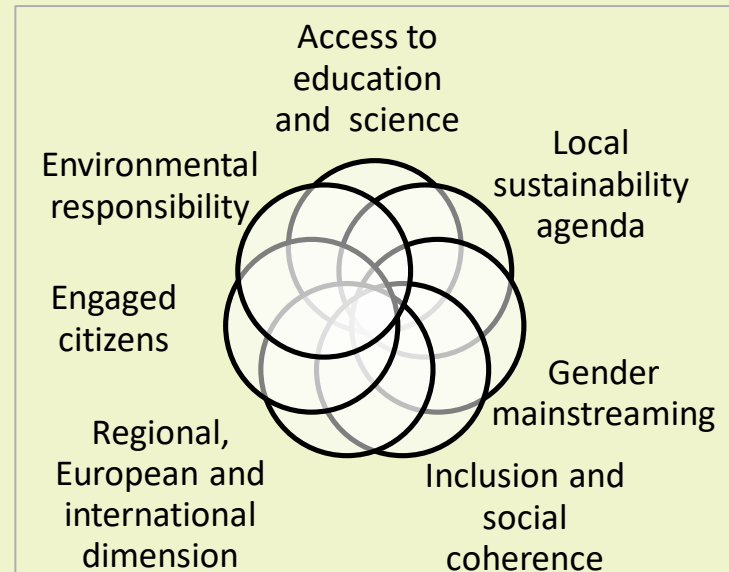 Access to
education
and science
Local
sustainability
agenda
Gender
mainstreaming
Inclusion and
social
coherence
Regional,
European and
international
dimension
Engaged
citizens
Environmental
responsibility